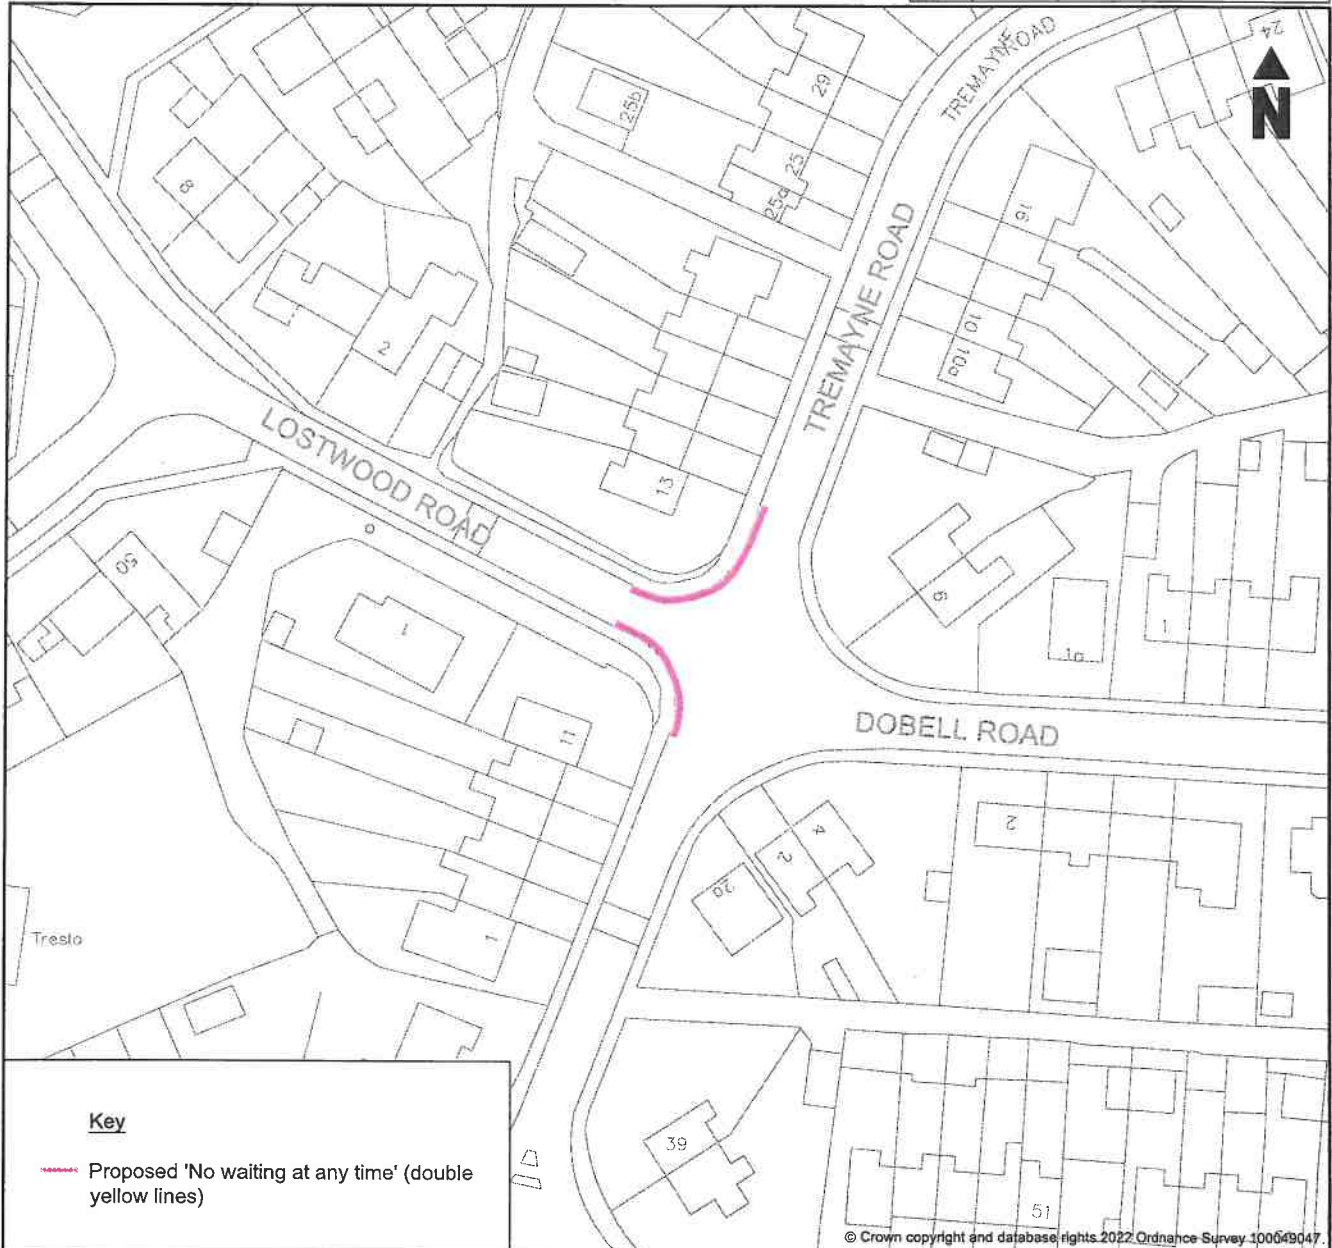 TREMAYNE ROAD
24
N
29
25b
25
25a
8
16
TREMAYNE ROAD
2
10
10a
LOSTWOOD ROAD
13
50
1
6
1
1a
11
DOBELL ROAD
2
4
2
2a
Tresta
1
39
51
Key
Proposed 'No waiting at any time' (double
yellow lines)
© Crown copyright and database rights 2022 Ordnance Survey 100049047.